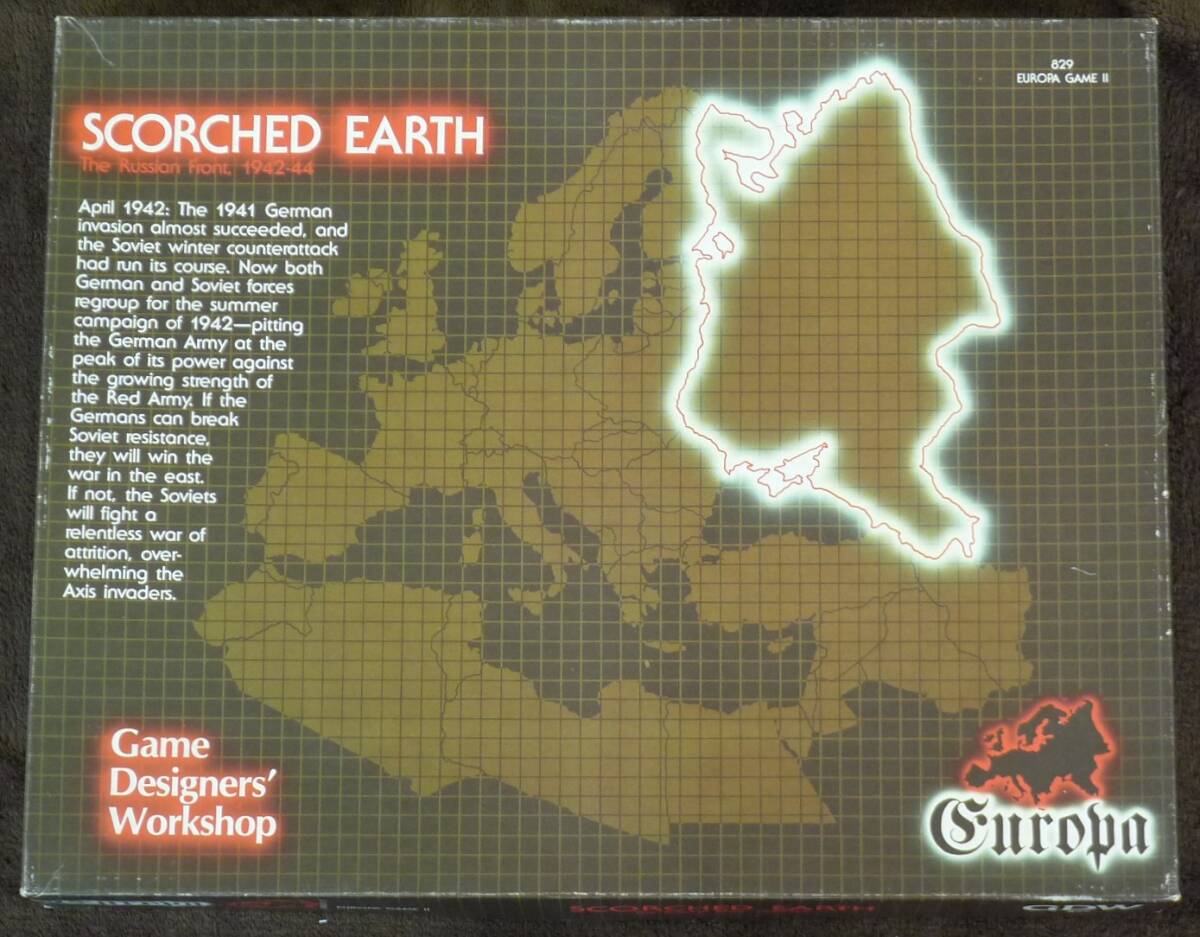 829
EUROPA GAME II
SCORCHED EARTH
The Russian Front, 1942-44
April 1942: The 1941 German
invasion almost succeeded, and
the Soviet winter counterattack
had run its course. Now both
German and Soviet forces
regroup for the summer
campaign of 1942—pitting
the German Army at the
peak of its power against
the growing strength of
the Red Army. If the
Germans can break
Soviet resistance,
they will win the
war in the east.
If not, the Soviets
will fight a
relentless war of
attrition, over-
whelming the
Axis invaders.
Game
Designers'
Workshop
Europa
EUROPA GAME II
SCORCHED EARTH
GDW